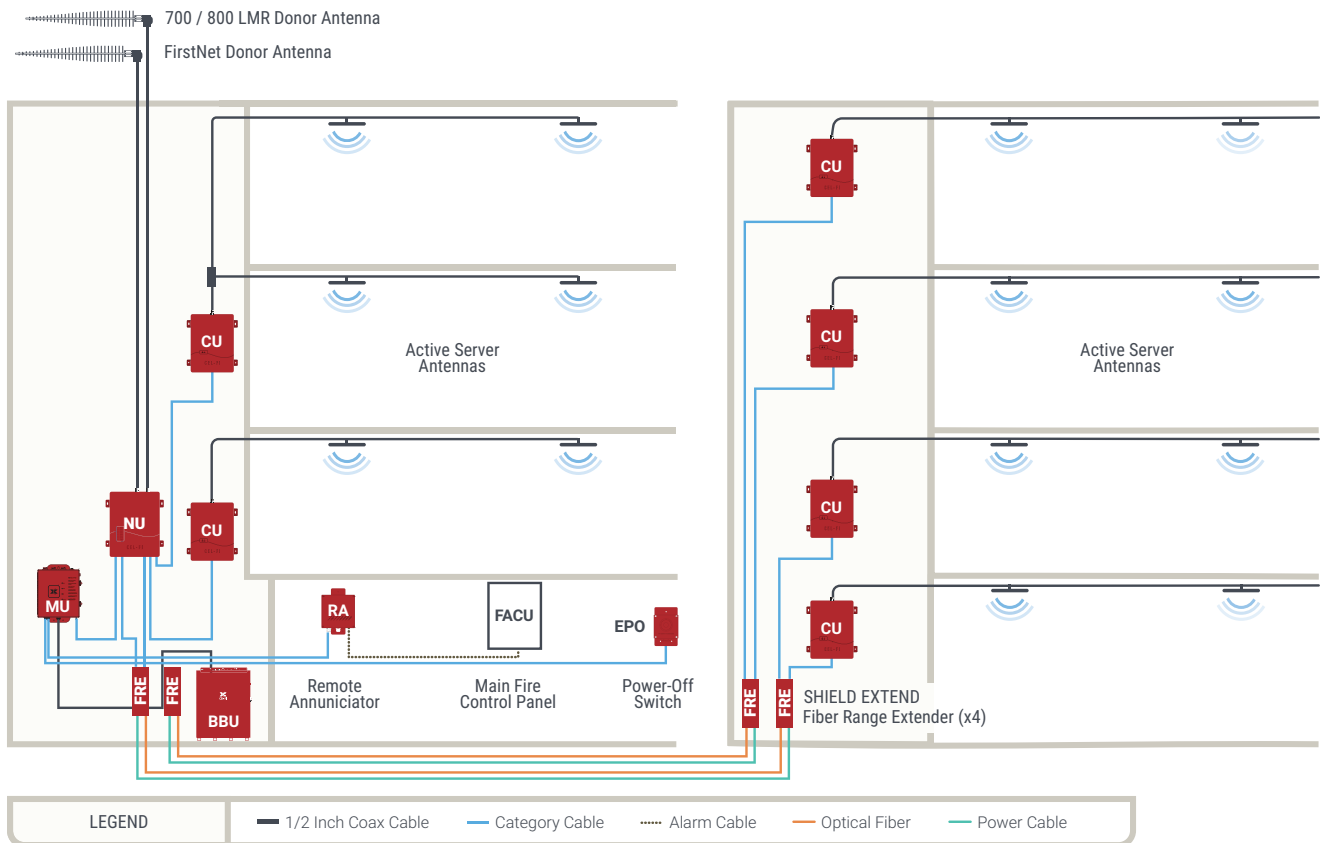 700 / 800 LMR Donor Antenna
FirstNet Donor Antenna
CU
CU
Active Server
Antennas
CU
Active Server
Antennas
NU
CU
CU
MU
RA
FACU
EPO
CU
Remote
Annuniciator
Main Fire
Control Panel
Power-Off
Switch
FRE
FRE
BBU
FRE
FRE
SHIELD EXTEND
Fiber Range Extender (x4)
LEGEND
1/2 Inch Coax Cable
Category Cable
Alarm Cable
Optical Fiber
Power Cable